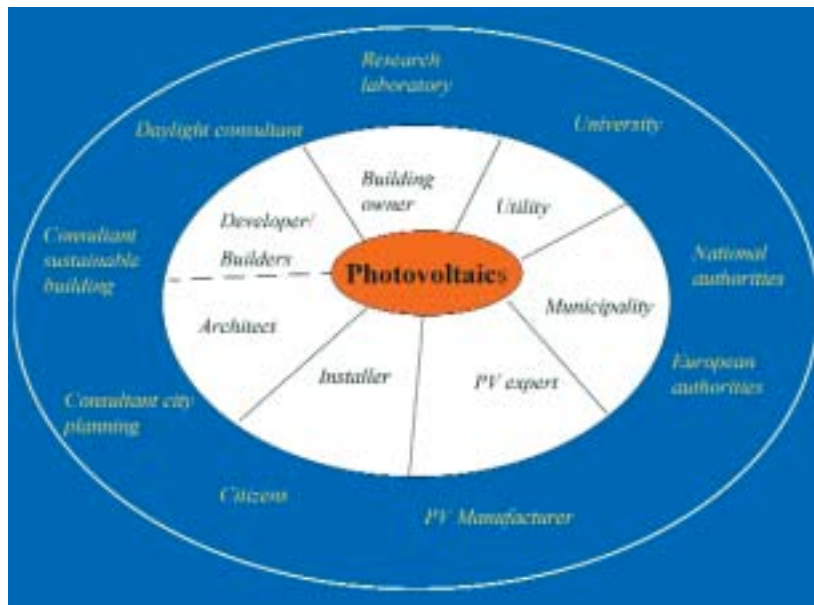 Research
laboratory
Daylight consultant
University
Building
owner
Utility
Developer/
Builders
Consultant
sustainable
building
Photovoltaics
National
authorities
Municipality
Architect
Installer
PV expert
European
authorities
Consultant city
planning
Citizens
PV Manufacturer